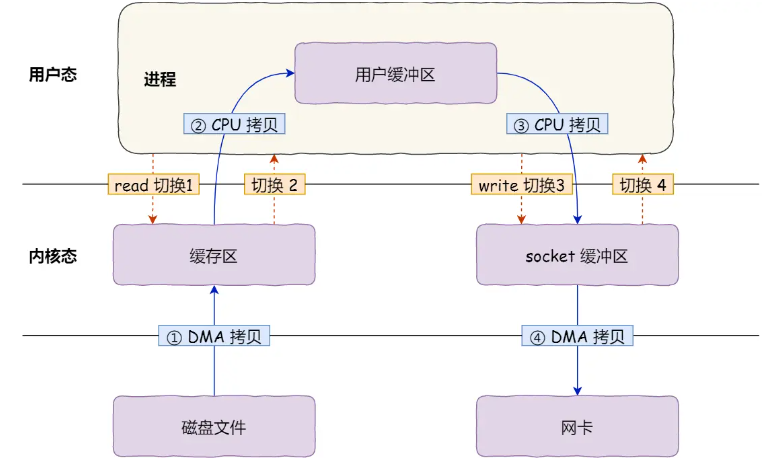 用户态
进程
用户缓冲区
② CPU 拷贝
③ CPU 拷贝
read 切换1
切换 2
write 切换3
切换 4
内核态
缓存区
socket 缓冲区
① DMA 拷贝
④ DMA 拷贝
磁盘文件
网卡